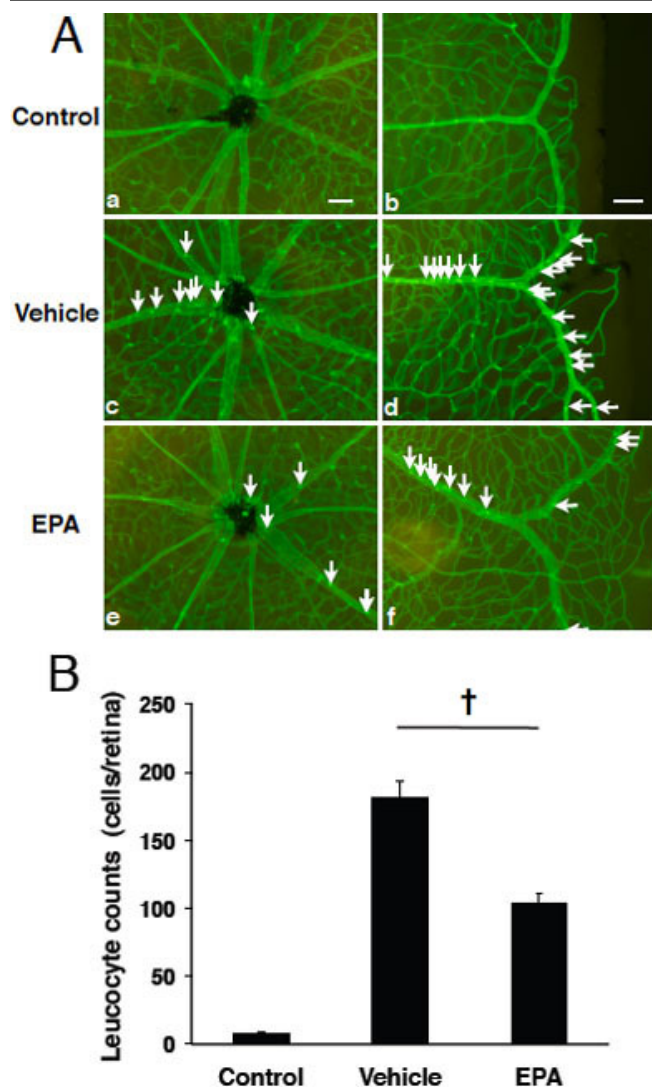 A
Control
a
b
Vehicle
c
d
EPA
e
f
B
Leucocyte counts (cells/retina)
250
200
150
100
50
0
†
Control Vehicle EPA